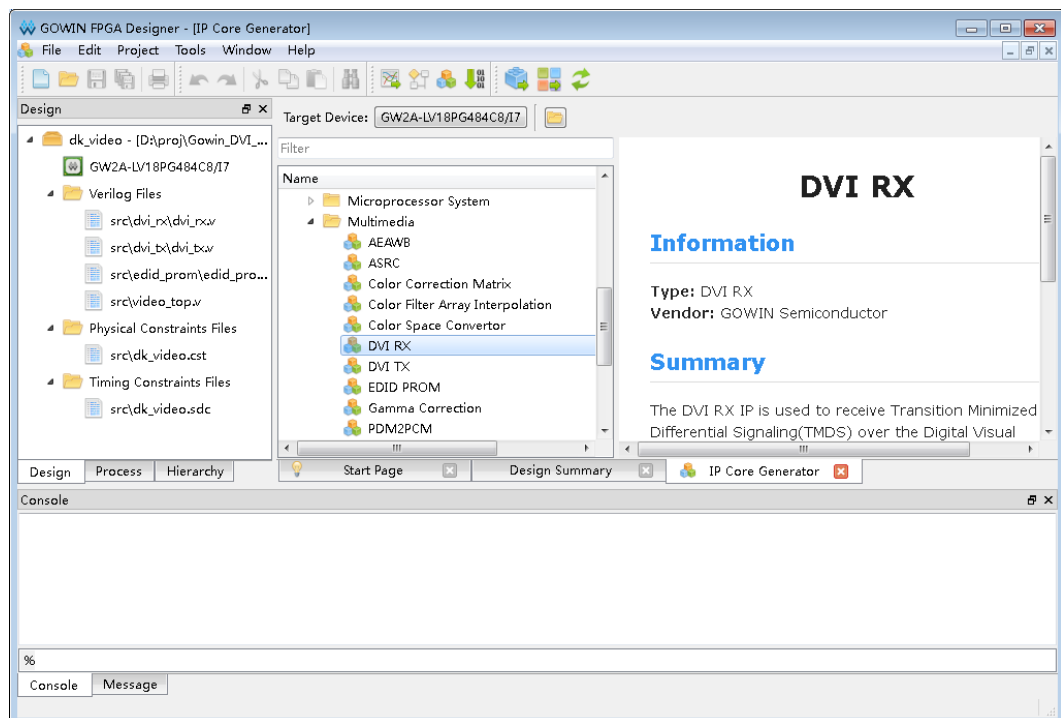 GOWIN FPGA Designer - [IP Core Generator]
File Edit Project Tools Window Help
Design
Target Device: GW2A-LV18PG484C8/I7
dk_video - [D:\proj\Gowin_DVI_...
GW2A-LV18PG484C8/I7
Verilog Files
src\dvi_rx\dvi_rx.v
src\dvi_tx\dvi_tx.v
src\edid_prom\edid_pro...
src\video_top.v
Physical Constraints Files
src\dk_video.cst
Timing Constraints Files
src\dk_video.sdc
Design Process Hierarchy
Filter
Name
Microprocessor System
Multimedia
AEAWB
ASRC
Color Correction Matrix
Color Filter Array Interpolation
Color Space Convertor
DVI RX
DVI TX
EDID PROM
Gamma Correction
PDM2PCM
DVI RX
Information
Type: DVI RX
Vendor: GOWIN Semiconductor
Summary
The DVI RX IP is used to receive Transition Minimized
Differential Signaling(TMDS) over the Digital Visual
Start Page Design Summary IP Core Generator
Console
%
Console Message